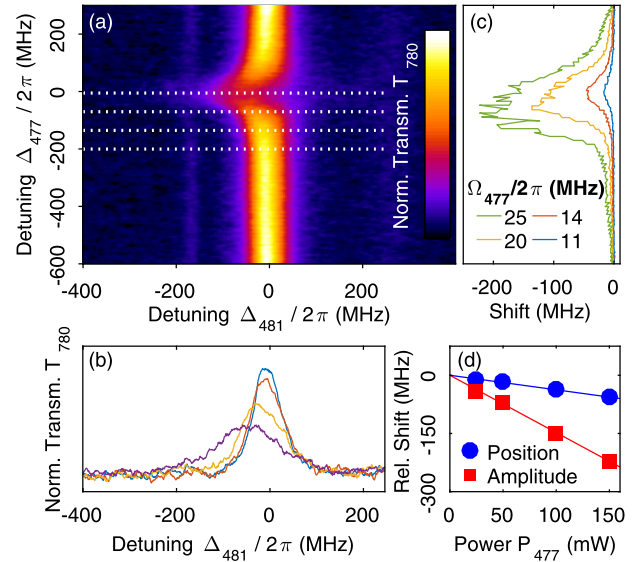 (a)
Detuning Δ477 / 2π (MHz)
200
0
-200
-400
-600
-400
-200
0
200
Detuning Δ481 / 2π (MHz)
Norm. Transm. T780
(c)
Ω477/2π (MHz)
25
14
20
11
-200
-100
0
Shift (MHz)
(b)
Norm. Transm. T780
-400
-200
0
200
Detuning Δ481 / 2π (MHz)
(d)
Rel. Shift (MHz)
0
-150
-300
Position
Amplitude
0
50
100
150
Power P477 (mW)